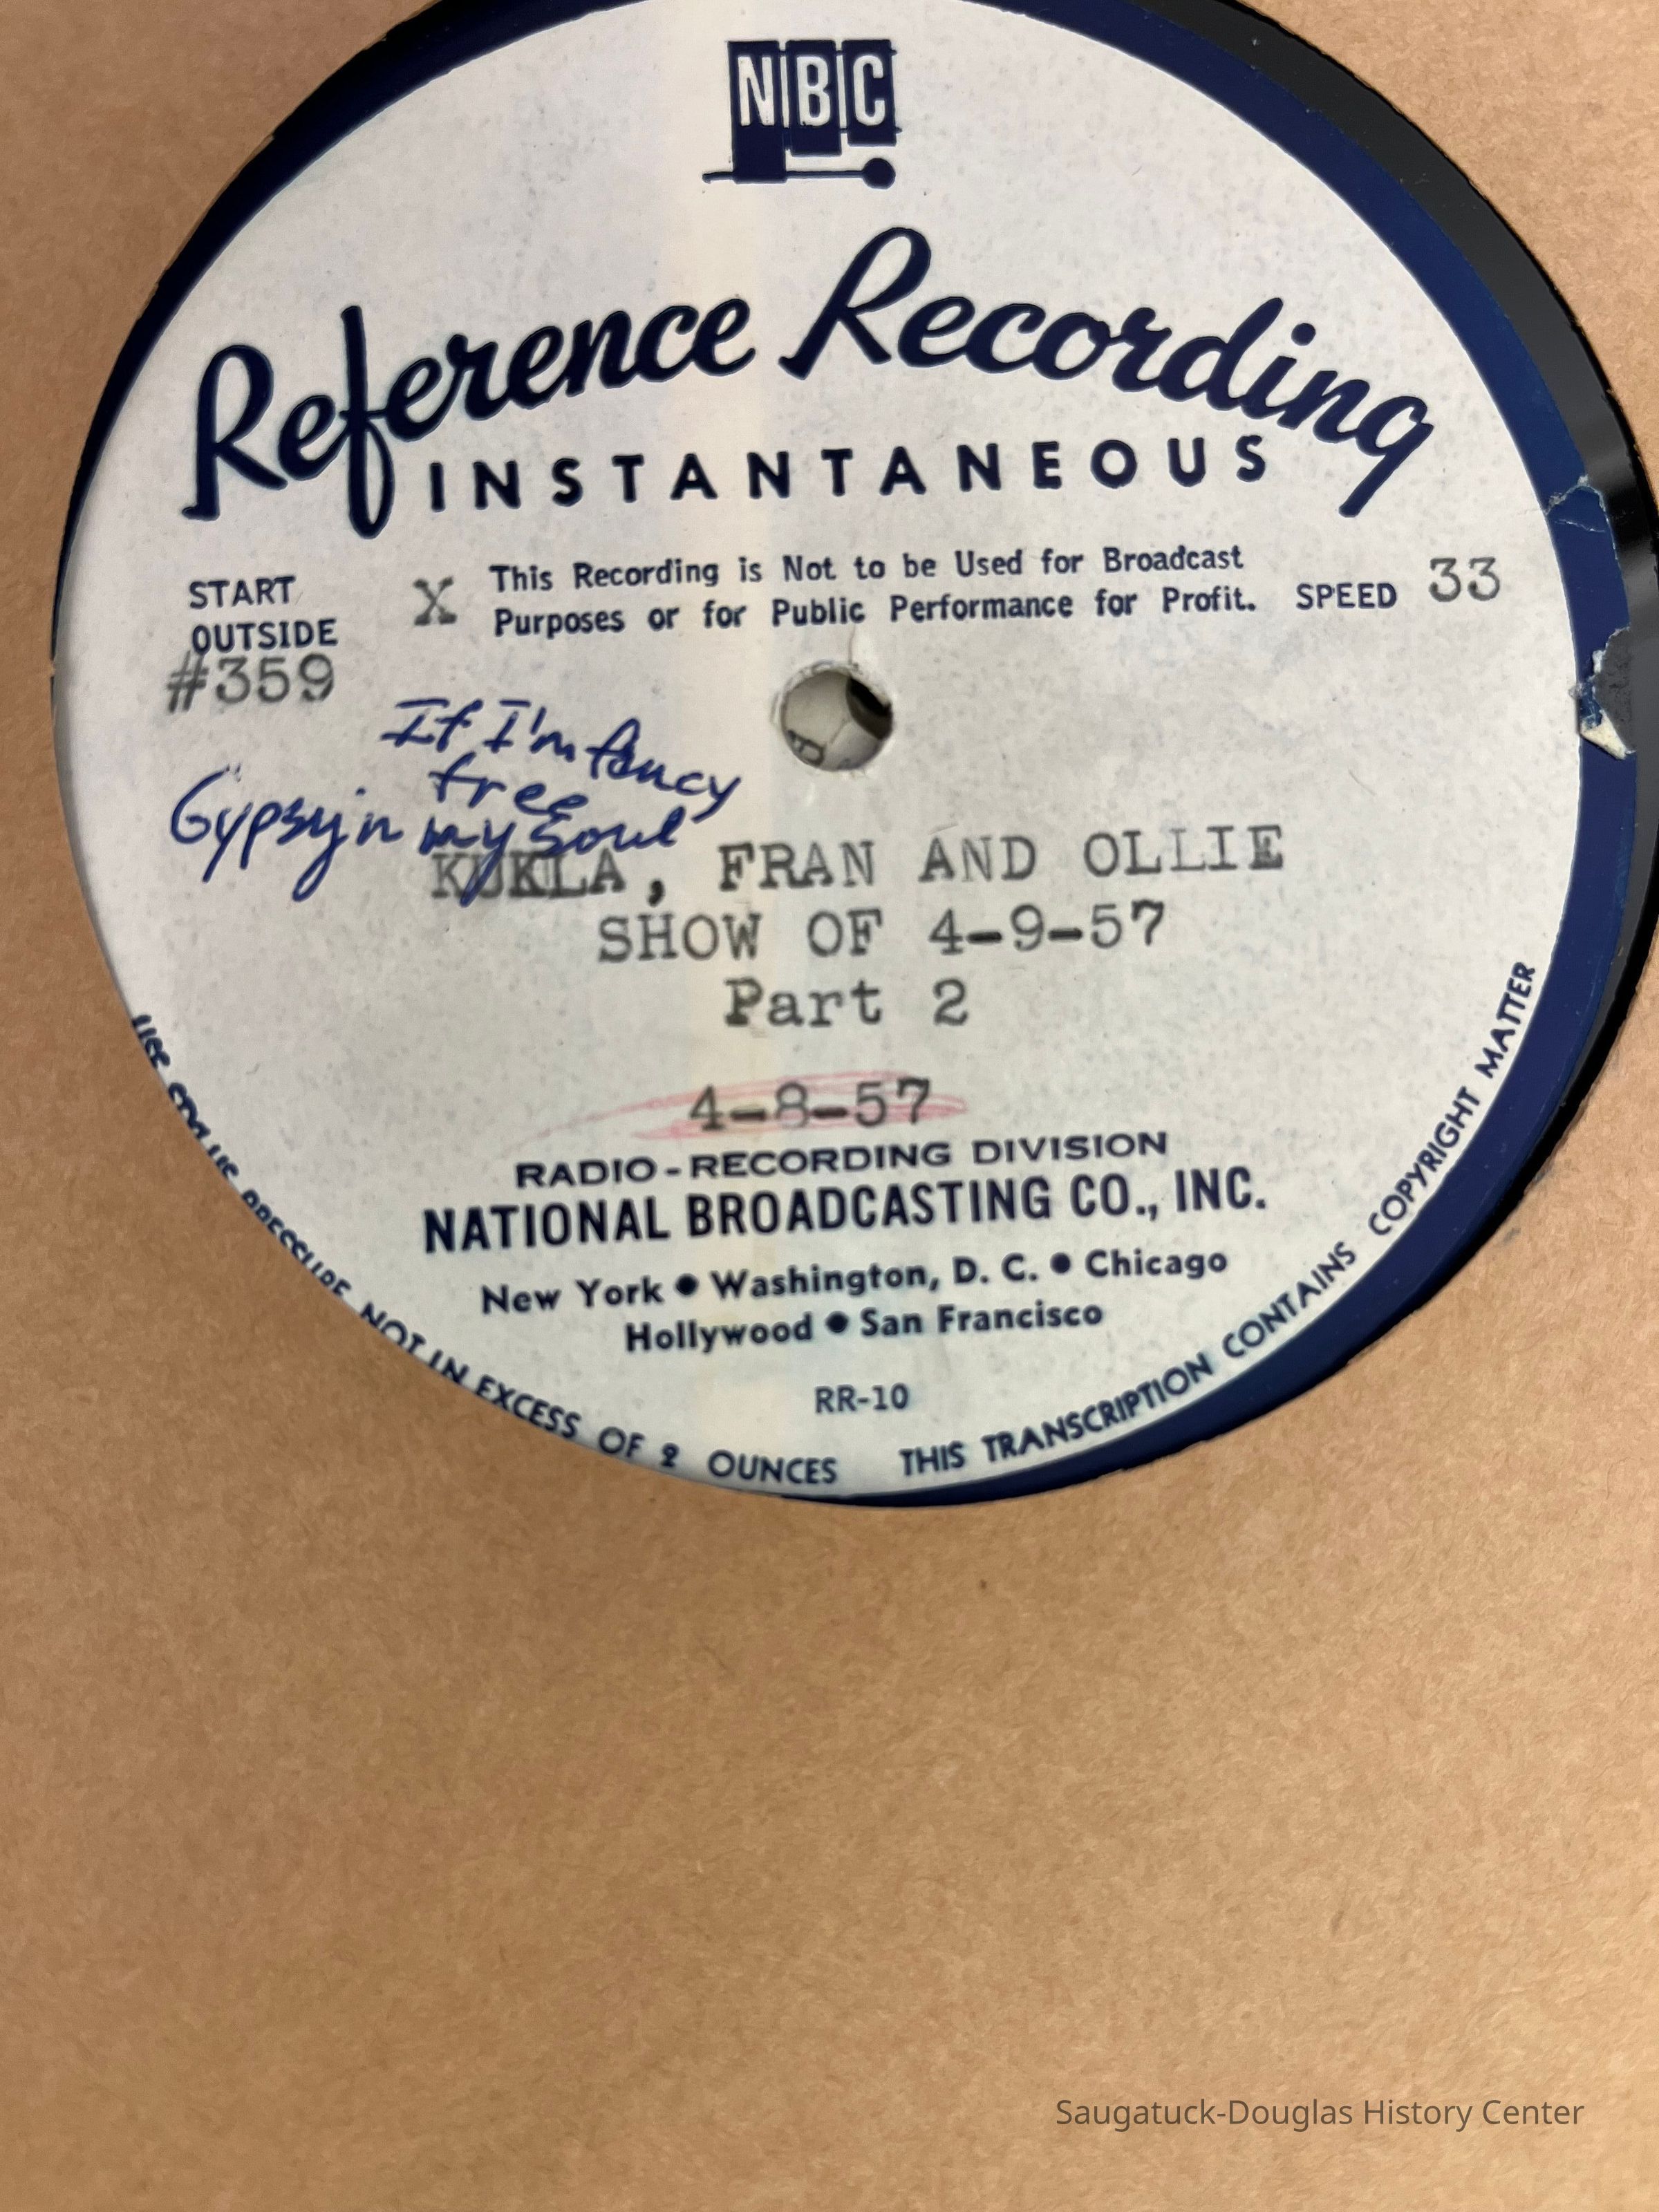 NBC
Reference Recording
INSTANTANEOUS
START
OUTSIDE
X
This Recording is Not to be Used for Broadcast
Purposes or for Public Performance for Profit.
SPEED 33
#359
If I'm fancy
free
Gypsy in my Soul
KUKLA, FRAN AND OLLIE
SHOW OF 4-9-57
Part 2
4-8-57
RADIO-RECORDING DIVISION
NATIONAL BROADCASTING CO., INC.
New York • Washington, D. C. • Chicago
Hollywood • San Francisco
RR-10
PRESSURE NOT IN EXCESS OF 2 OUNCES
THIS TRANSCRIPTION CONTAINS COPYRIGHT MATTER
Saugatuck-Douglas History Center